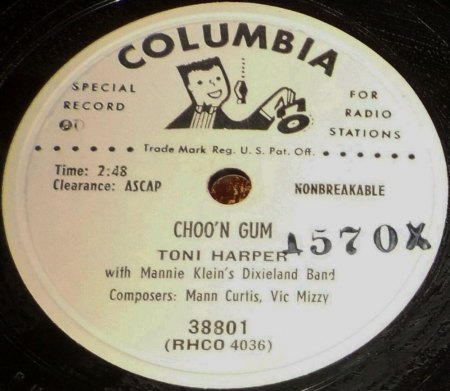 COLUMBIA
SPECIAL RECORD
FOR RADIO STATIONS
Trade Mark Reg. U. S. Pat. Off.
Time: 2:48
Clearance: ASCAP
NONBREAKABLE
CHOO'N GUM
TONI HARPER
1570X
with Mannie Klein's Dixieland Band
Composers: Mann Curtis, Vic Mizzy
38801
(RHCO 4036)